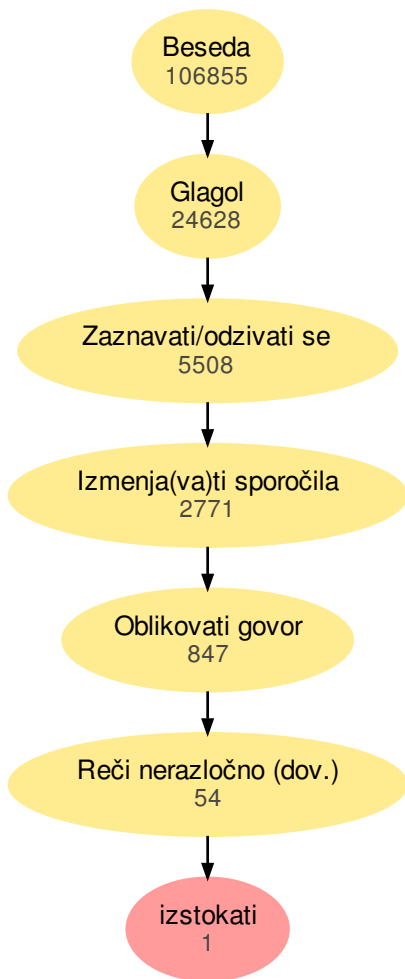 Beseda
106855
Glagol
24628
Zaznavati/odzivati se
5508
Izmenja(va)ti sporočila
2771
Oblikovati govor
847
Reči nerazločno (dov.)
54
izstokati
1